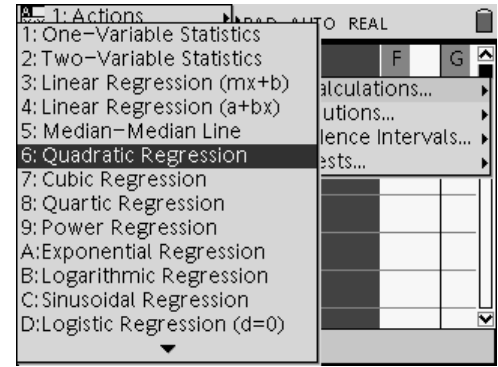 1: Actions
RAD AUTO REAL
1: One-Variable Statistics
2: Two-Variable Statistics
3: Linear Regression (mx+b)
4: Linear Regression (a+bx)
5: Median-Median Line
6: Quadratic Regression
7: Cubic Regression
8: Quartic Regression
9: Power Regression
A:Exponential Regression
B:Logarithmic Regression
C:Sinusoidal Regression
D:Logistic Regression (d=0)
F G
alculations...
utions...
dence Intervals...
ests...